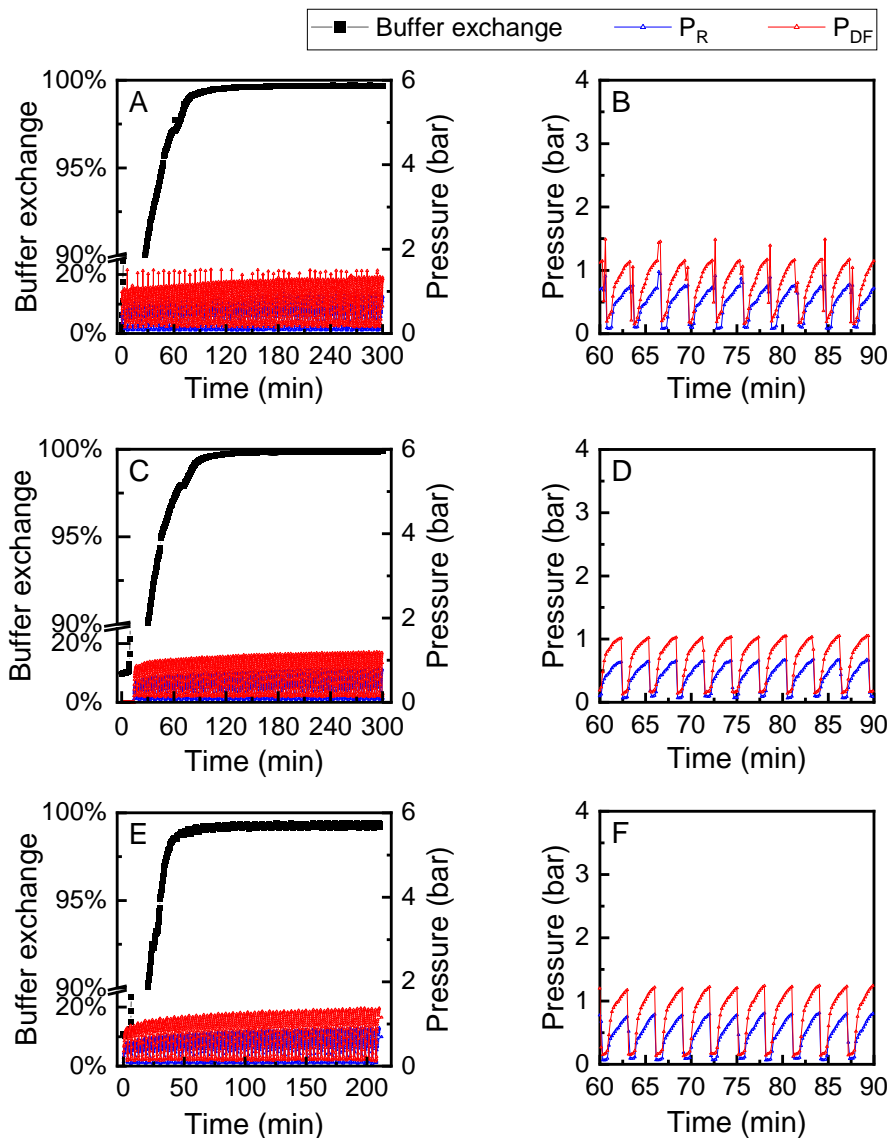 Buffer exchange P_R P_DF
A
Buffer exchange
100%
95%
90%
20%
0%
Pressure (bar)
6
4
2
0
0 60 120 180 240 300
Time (min)
B
Pressure (bar)
4
3
2
1
0
60 65 70 75 80 85 90
Time (min)
C
Buffer exchange
100%
95%
90%
20%
0%
Pressure (bar)
6
4
2
0
0 60 120 180 240 300
Time (min)
D
Pressure (bar)
4
3
2
1
0
60 65 70 75 80 85 90
Time (min)
E
Buffer exchange
100%
95%
90%
20%
0%
Pressure (bar)
6
4
2
0
0 50 100 150 200
Time (min)
F
Pressure (bar)
4
3
2
1
0
60 65 70 75 80 85 90
Time (min)